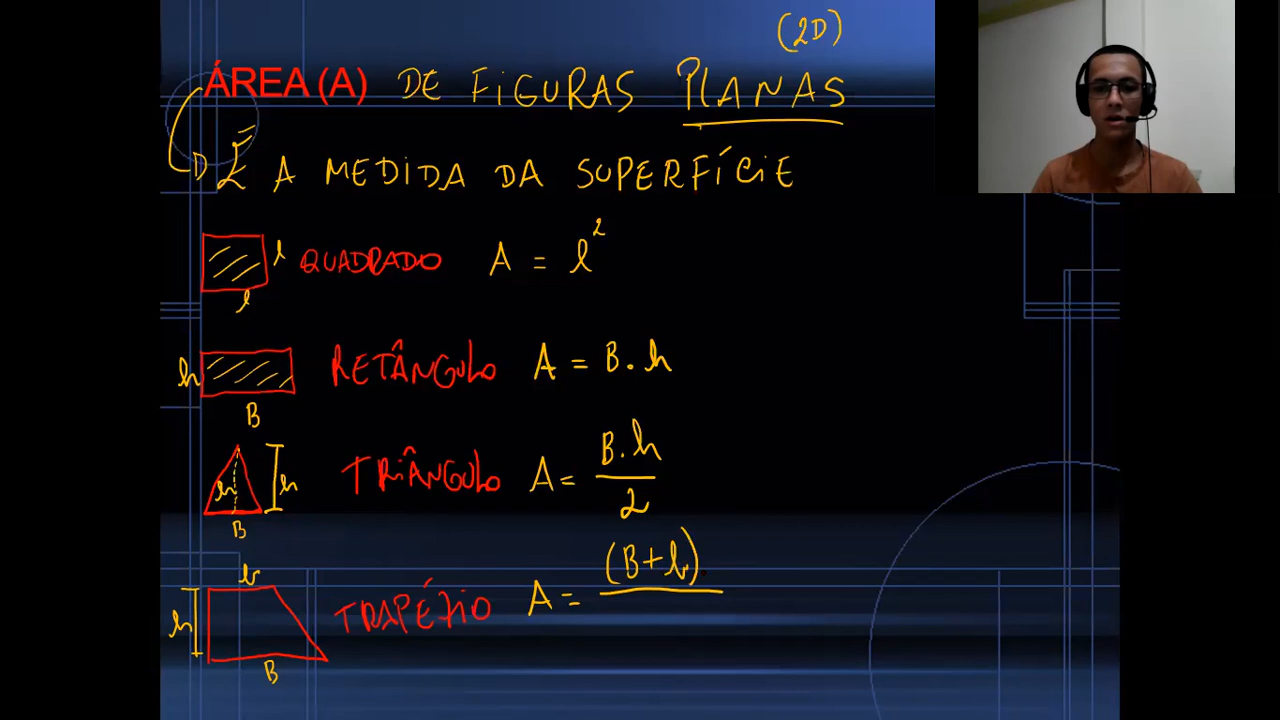 (2D)
ÁREA (A) DE FIGURAS PLANAS
É A MEDIDA DA SUPERFÍCIE
l QUADRADO A = l²
l
h RETÂNGULO A = B.h
B
h h TRIÂNGULO A = B.h/2
B
b
h TRAPÉZIO A = (B+b)
B